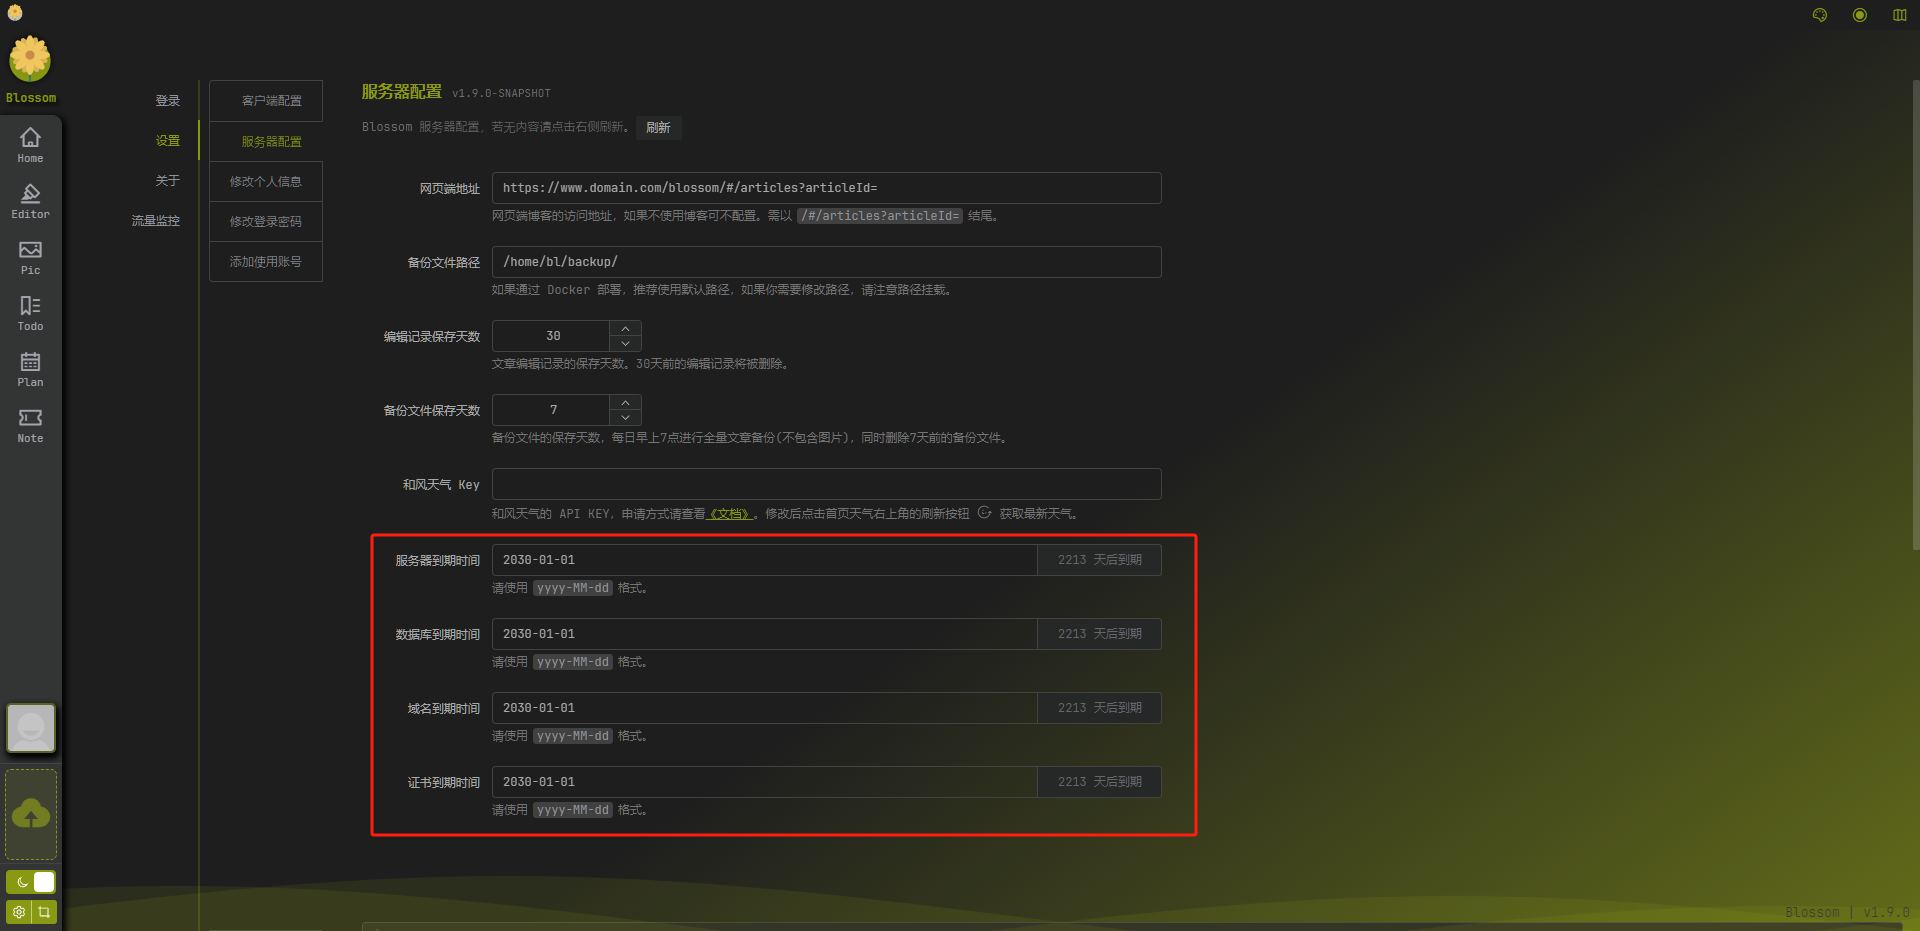 Blossom
Home
Editor
Pic
Todo
Plan
Note
登录
设置
关于
流量监控
客户端配置
服务器配置
修改个人信息
修改登录密码
添加使用账号
服务器配置 v1.9.0-SNAPSHOT
Blossom 服务器配置，若无内容请点击右侧刷新。 刷新
网页端地址 https://www.domain.com/blossom/#/articles?articleId=
网页端博客的访问地址，如果不使用博客可不配置。需以 /#/articles?articleId= 结尾。
备份文件路径 /home/bl/backup/
如果通过 Docker 部署，推荐使用默认路径，如果你需要修改路径，请注意路径挂载。
编辑记录保存天数 30
文章编辑记录的保存天数。30天前的编辑记录将被删除。
备份文件保存天数 7
备份文件的保存天数，每日早上7点进行全量文章备份(不包含图片)，同时删除7天前的备份文件。
和风天气 Key
和风天气的 API KEY，申请方式请查看《文档》。修改后点击首页天气右上角的刷新按钮 获取最新天气。
服务器到期时间 2030-01-01 2213 天后到期
请使用 yyyy-MM-dd 格式。
数据库到期时间 2030-01-01 2213 天后到期
请使用 yyyy-MM-dd 格式。
域名到期时间 2030-01-01 2213 天后到期
请使用 yyyy-MM-dd 格式。
证书到期时间 2030-01-01 2213 天后到期
请使用 yyyy-MM-dd 格式。
Blossom | v1.9.0